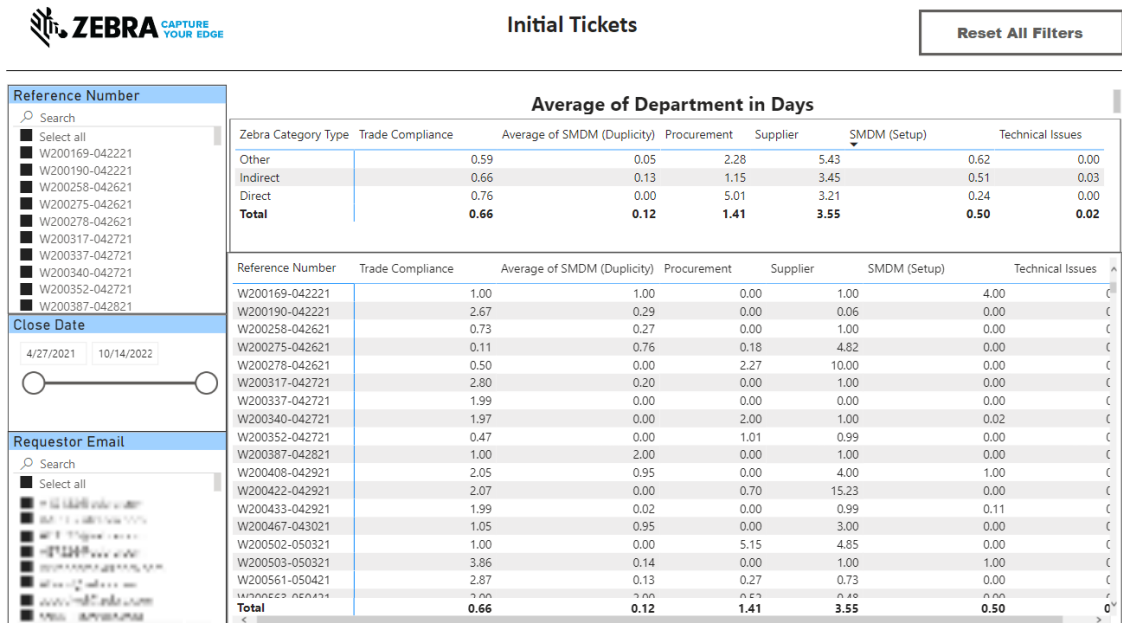 ZEBRA CAPTURE YOUR EDGE
Initial Tickets
Reset All Filters
Reference Number
Search
Select all
W200169-042221
W200190-042221
W200258-042621
W200275-042621
W200278-042621
W200317-042721
W200337-042721
W200340-042721
W200352-042721
W200387-042821
Close Date
4/27/2021 10/14/2022
Requestor Email
Search
Select all
Average of Department in Days
Zebra Category Type Trade Compliance Average of SMDM (Duplicity) Procurement Supplier SMDM (Setup) Technical Issues
Other 0.59 0.05 2.28 5.43 0.62 0.00
Indirect 0.66 0.13 1.15 3.45 0.51 0.03
Direct 0.76 0.00 5.01 3.21 0.24 0.00
Total 0.66 0.12 1.41 3.55 0.50 0.02
Reference Number Trade Compliance Average of SMDM (Duplicity) Procurement Supplier SMDM (Setup) Technical Issues
W200169-042221 1.00 1.00 0.00 1.00 4.00
W200190-042221 2.67 0.29 0.00 0.06 0.00
W200258-042621 0.73 0.27 0.00 1.00 0.00
W200275-042621 0.11 0.76 0.18 4.82 0.00
W200278-042621 0.50 0.00 2.27 10.00 0.00
W200317-042721 2.80 0.20 0.00 1.00 0.00
W200337-042721 1.99 0.00 0.00 0.00 0.00
W200340-042721 1.97 0.00 2.00 1.00 0.02
W200352-042721 0.47 0.00 1.01 0.99 0.00
W200387-042821 1.00 2.00 0.00 1.00 0.00
W200408-042921 2.05 0.95 0.00 4.00 1.00
W200422-042921 2.07 0.00 0.70 15.23 0.00
W200433-042921 1.99 0.02 0.00 0.99 0.11
W200467-043021 1.05 0.95 0.00 3.00 0.00
W200502-050321 1.00 0.00 5.15 4.85 0.00
W200503-050321 3.86 0.14 0.00 1.00 1.00
W200561-050421 2.87 0.13 0.27 0.73 0.00
W200563-050421 2.00 2.00 0.52 0.48 0.00
Total 0.66 0.12 1.41 3.55 0.50